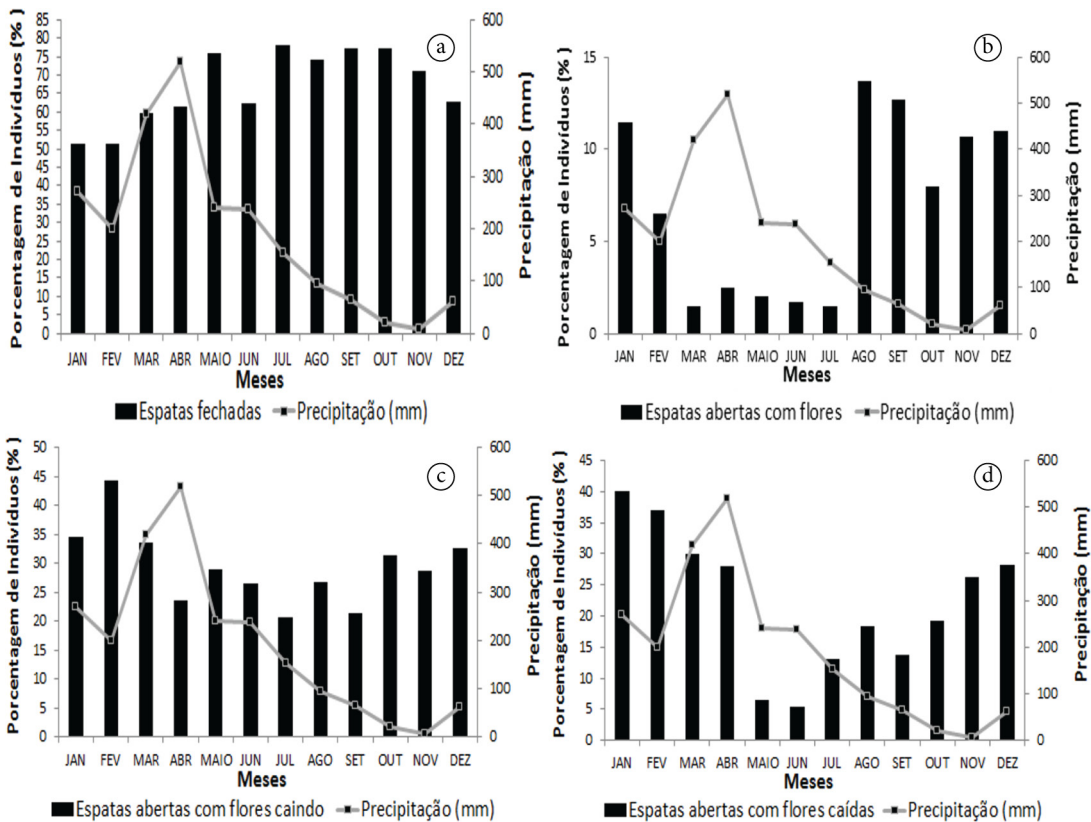 a
Porcentagem de Indivíduos (% )
85
80
75
70
65
60
55
50
45
40
35
30
25
20
15
10
5
0
600
500
400
300
200
100
0
Precipitação (mm)
JAN FEV MAR ABR MAIO JUN JUL AGO SET OUT NOV DEZ
Meses
Espatas fechadas Precipitação (mm)
b
Porcentagem de Indivíduos (% )
15
10
5
0
600
500
400
300
200
100
0
Precipitação (mm)
JAN FEV MAR ABR MAIO JUN JUL AGO SET OUT NOV DEZ
Meses
Espatas abertas com flores Precipitação (mm)
c
Porcentagem de Indivíduos (% )
50
45
40
35
30
25
20
15
10
5
0
600
500
400
300
200
100
0
Precipitação (mm)
JAN FEV MAR ABR MAIO JUN JUL AGO SET OUT NOV DEZ
Meses
Espatas abertas com flores caindo Precipitação (mm)
d
Porcentagem de Indivíduos (% )
45
40
35
30
25
20
15
10
5
0
600
500
400
300
200
100
0
Precipitação (mm)
JAN FEV MAR ABR MAIO JUN JUL AGO SET OUT NOV DEZ
Meses
Espatas abertas com flores caídas Precipitação (mm)